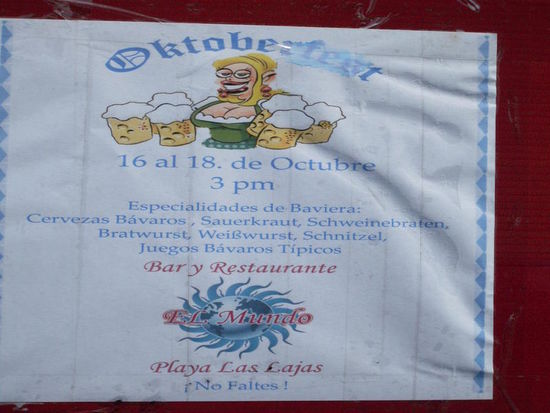 Oktoberfest
16 al 18. de Octubre
3 pm
Especialidades de Baviera:
Cervezas Bávaros , Sauerkraut, Schweinebraten,
Bratwurst, Weißwurst, Schnitzel,
Juegos Bávaros Típicos
Bar y Restaurante
EL Mundo
Playa Las Lajas
¡No Faltes !